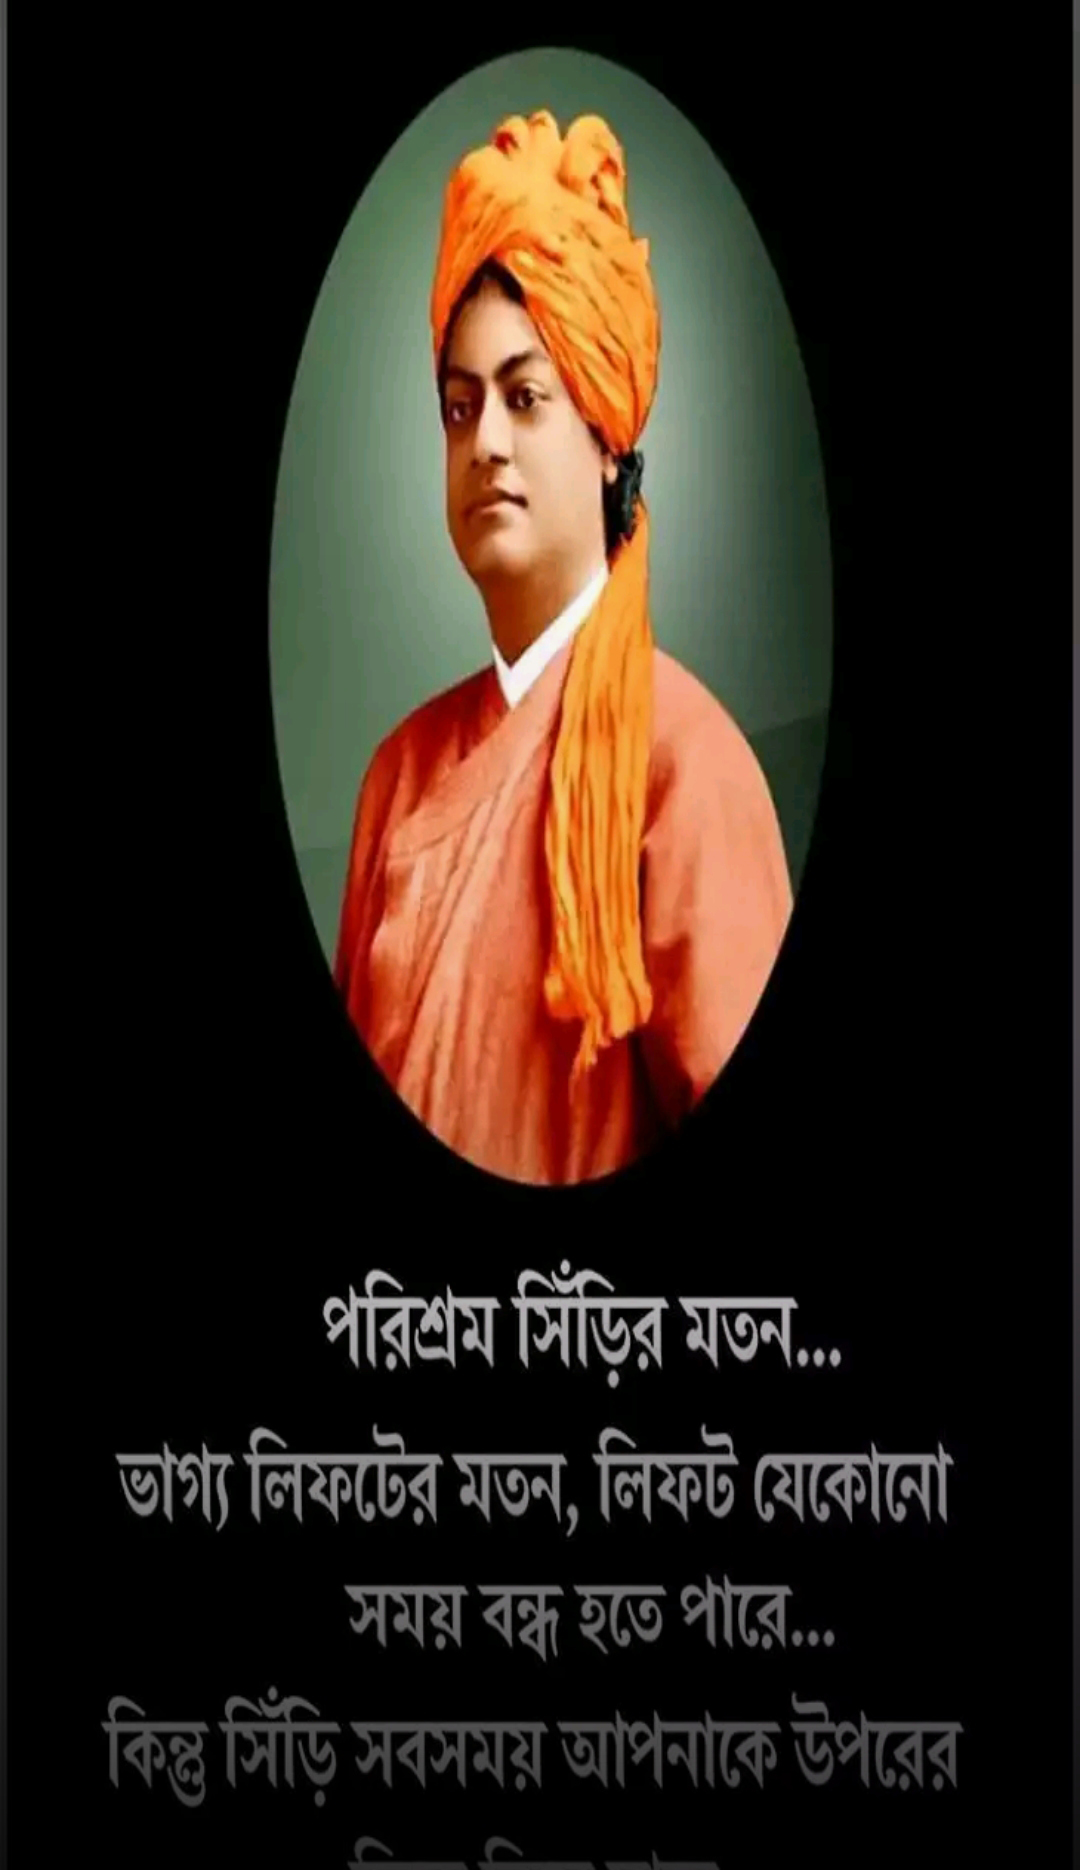 পরিশ্রম সিঁড়ির মতন...
ভাগ্য লিফটের মতন, লিফট যেকোনো
সময় বন্ধ হতে পারে...
কিন্তু সিঁড়ি সবসময় আপনাকে উপরের